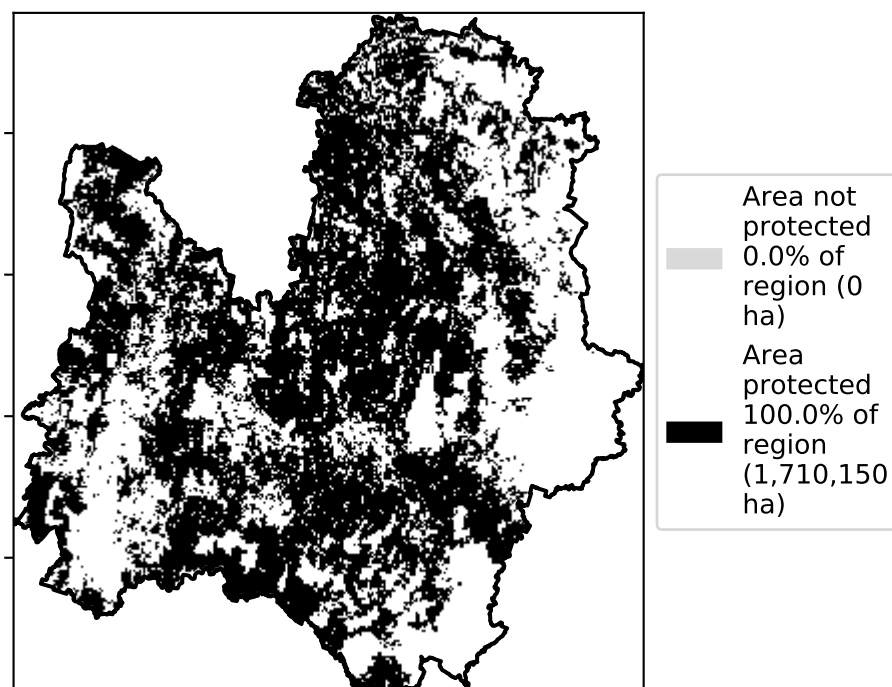 Area not
protected
0.0% of
region (0
ha)
Area
protected
100.0% of
region
(1,710,150
ha)